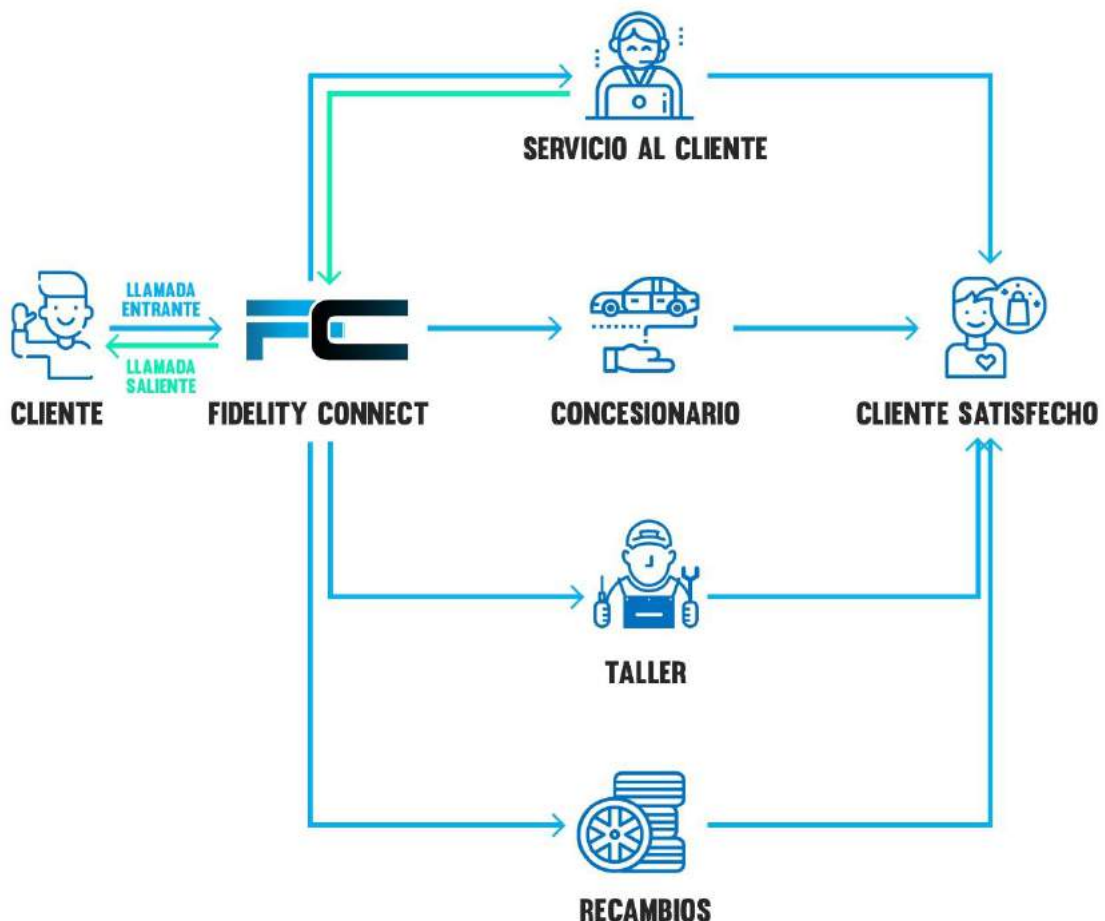 SERVICIO AL CLIENTE
LLAMADA
ENTRANTE
LLAMADA
SALIENTE
FC
CLIENTE
FIDELITY CONNECT
CONCESIONARIO
CLIENTE SATISFECHO
TALLER
RECAMBIOS